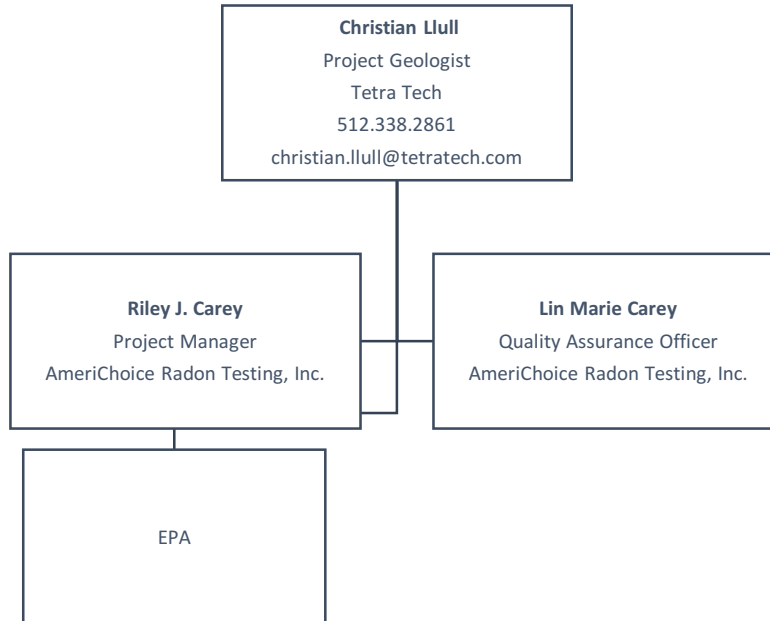 Christian Llull
Project Geologist
Tetra Tech
512.338.2861
christian.llull@tetratech.com
Riley J. Carey
Project Manager
AmeriChoice Radon Testing, Inc.
Lin Marie Carey
Quality Assurance Officer
AmeriChoice Radon Testing, Inc.
EPA